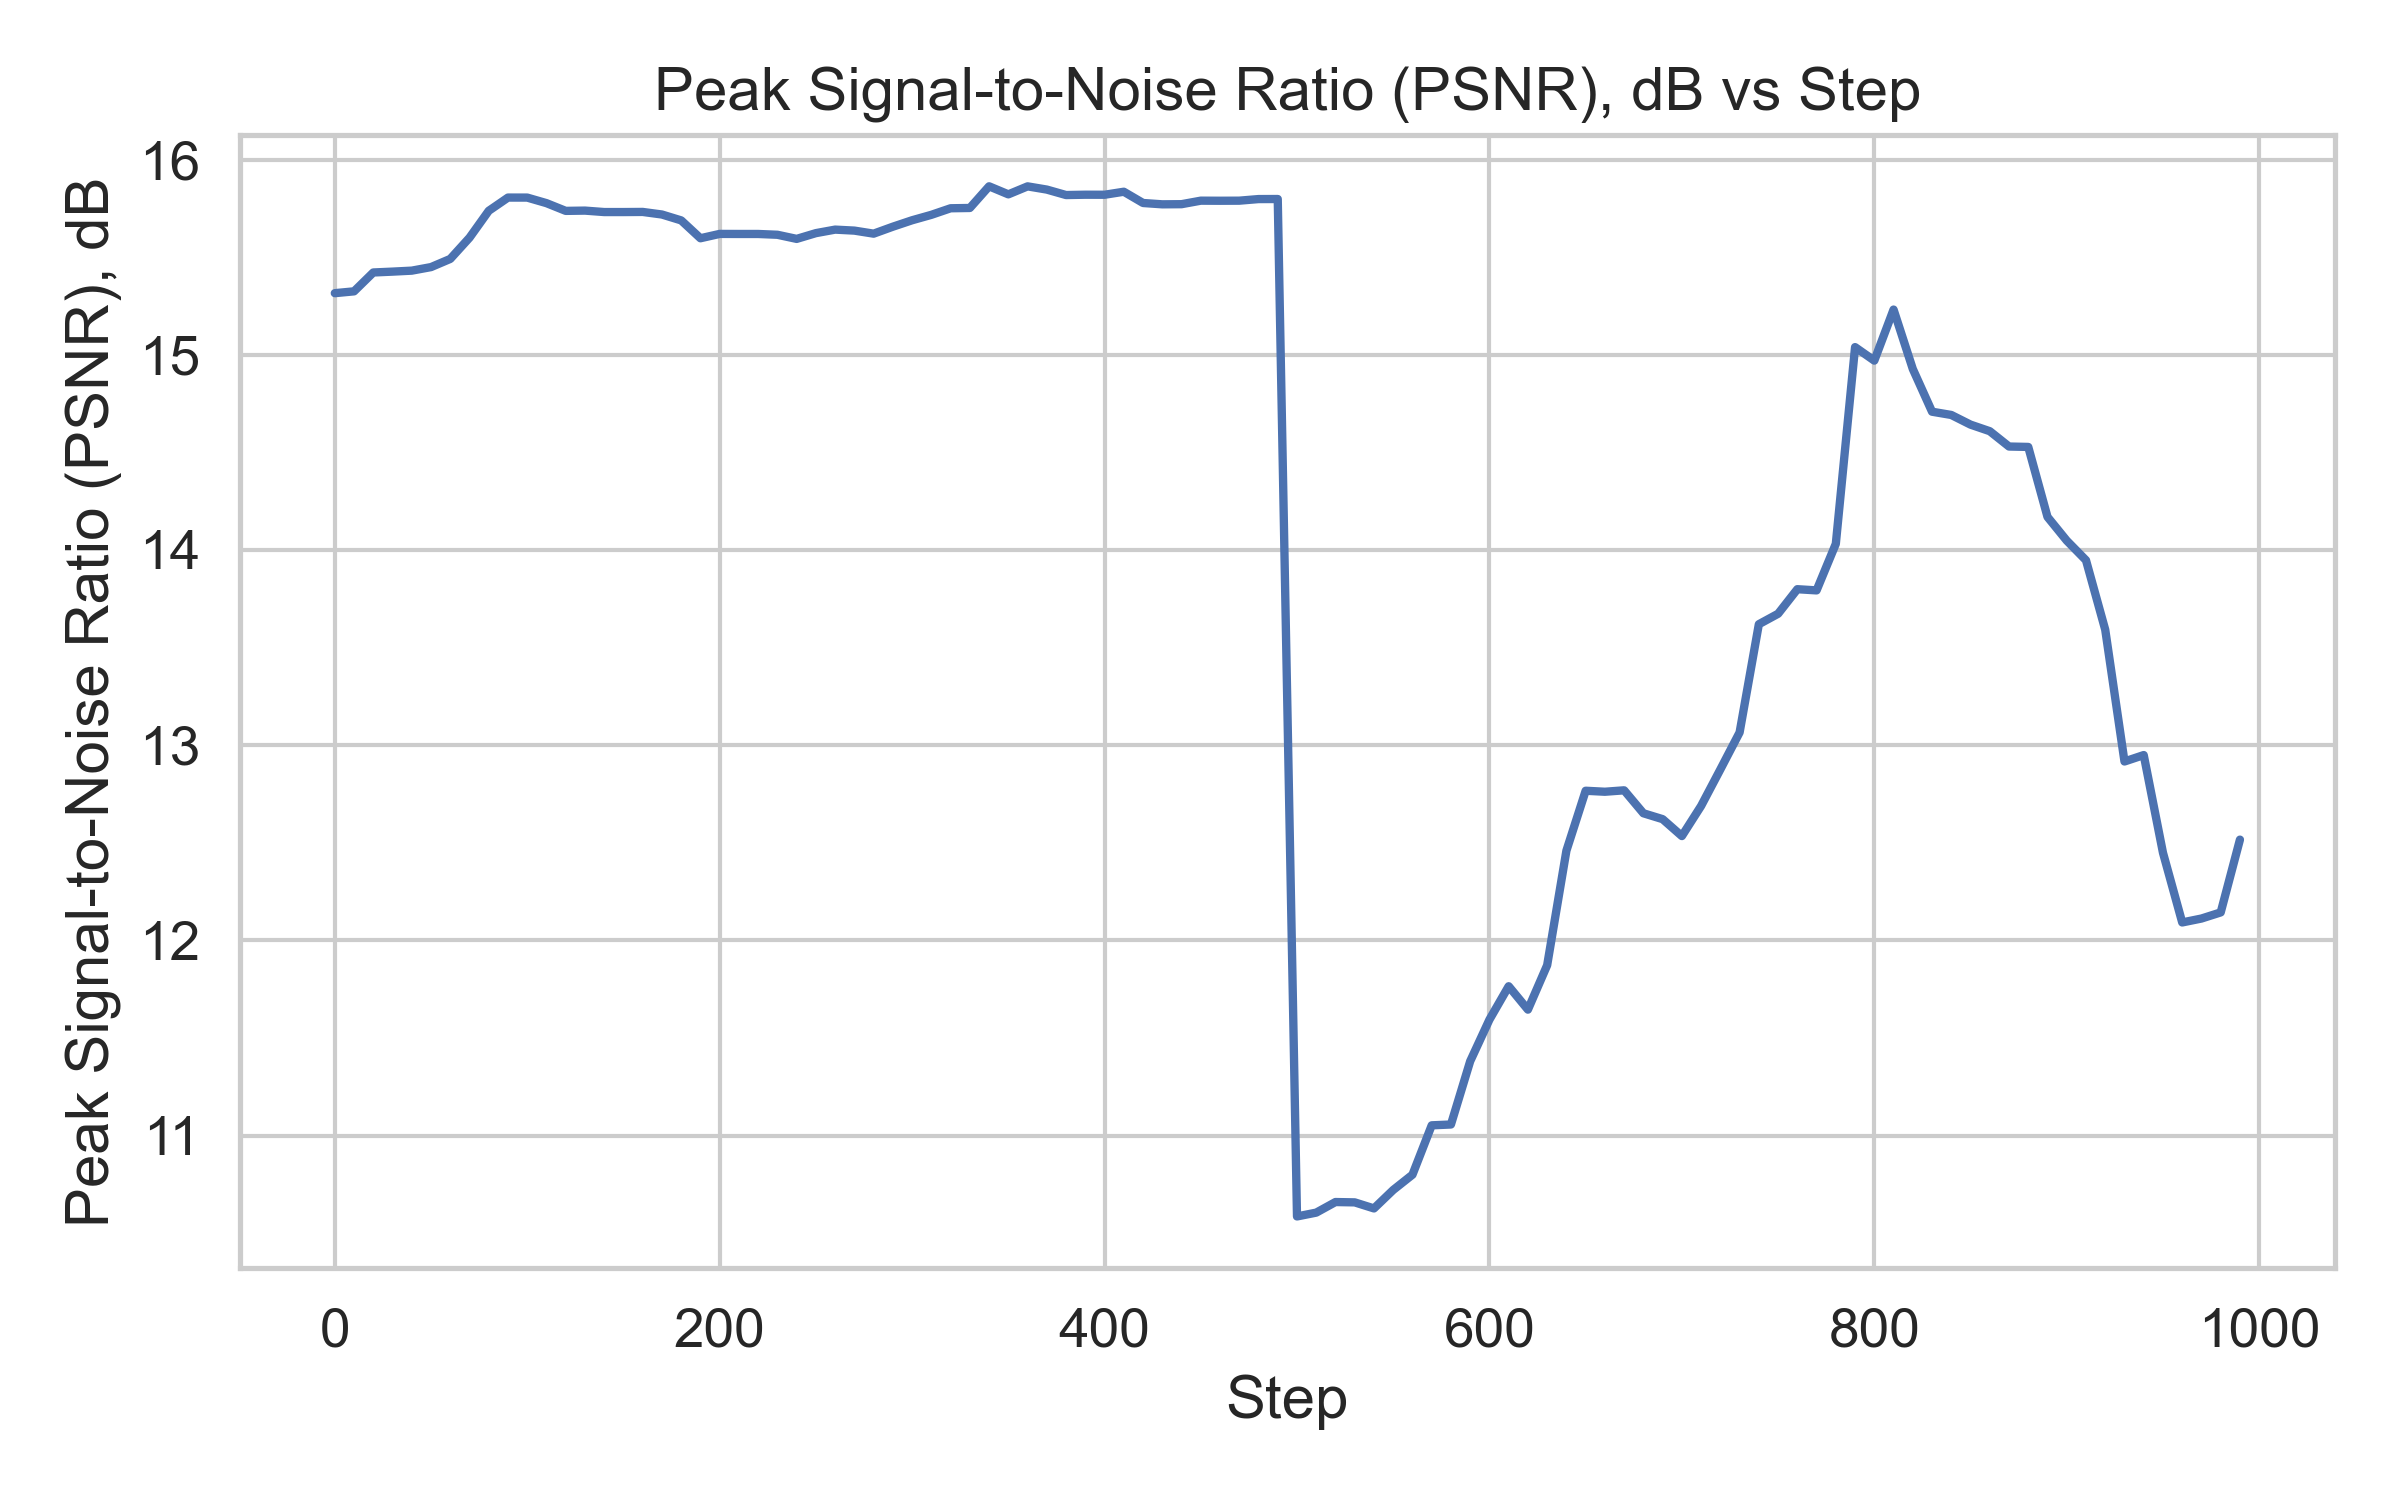 Peak Signal-to-Noise Ratio (PSNR), dB vs Step
Peak Signal-to-Noise Ratio (PSNR), dB
16
15
14
13
12
11
0 200 400 600 800 1000
Step